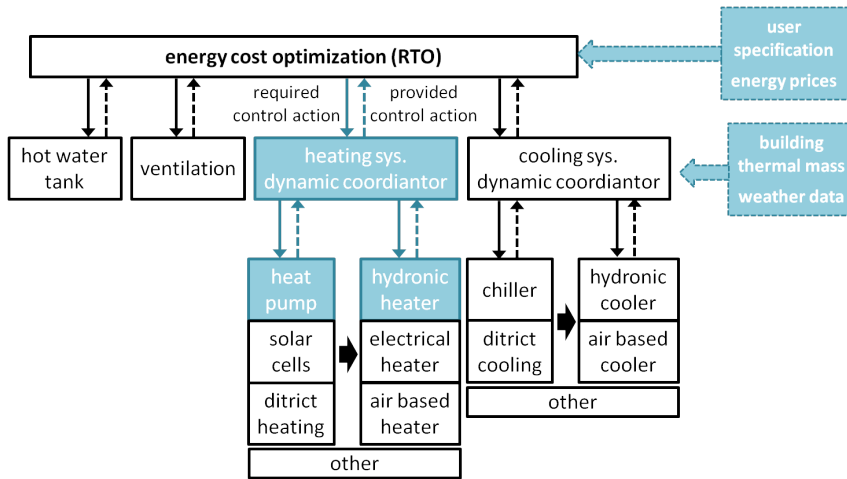 user
specification
energy prices
energy cost optimization (RTO)
required
control action
provided
control action
hot water
tank
ventilation
heating sys.
dynamic coordiantor
cooling sys.
dynamic coordiantor
building
thermal mass
weather data
heat
pump
hydronic
heater
chiller
hydronic
cooler
solar
cells
electrical
heater
ditrict
cooling
air based
cooler
ditrict
heating
air based
heater
other
other